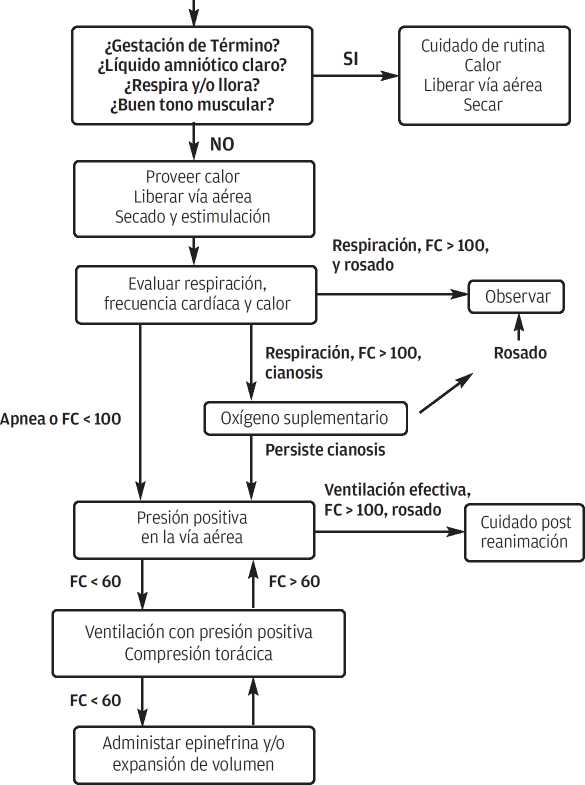 ¿Gestación de Término?
¿Líquido amniótico claro?
¿Respira y/o llora?
¿Buen tono muscular?
SI
Cuidado de rutina
Calor
Liberar vía aérea
Secar
NO
Proveer calor
Liberar vía aérea
Secado y estimulación
Respiración, FC > 100,
y rosado
Evaluar respiración,
frecuencia cardíaca y calor
Observar
Respiración, FC > 100,
cianosis
Rosado
Apnea o FC < 100
Oxígeno suplementario
Persiste cianosis
Ventilación efectiva,
FC > 100, rosado
Presión positiva
en la vía aérea
Cuidado post
reanimación
FC < 60
FC > 60
Ventilación con presión positiva
Compresión torácica
FC < 60
Administar epinefrina y/o
expansión de volumen